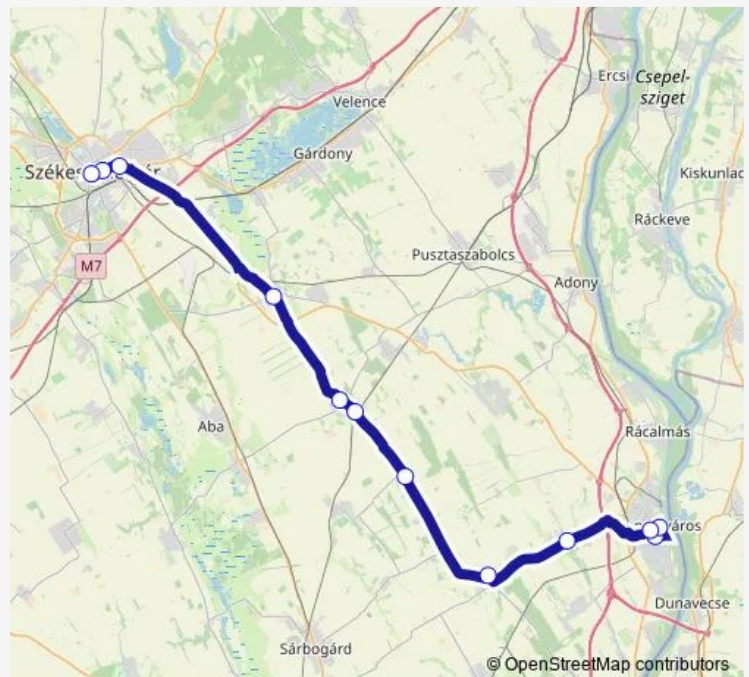 Ercsi
Csepel-
sziget
Velence
Gárdony
Kiskunlac
Ráckeve
M7
Pusztaszabolcs
Adony
Aba
Rácalmás
Dunavecse
Sárbogárd
© OpenStreetMap contributors